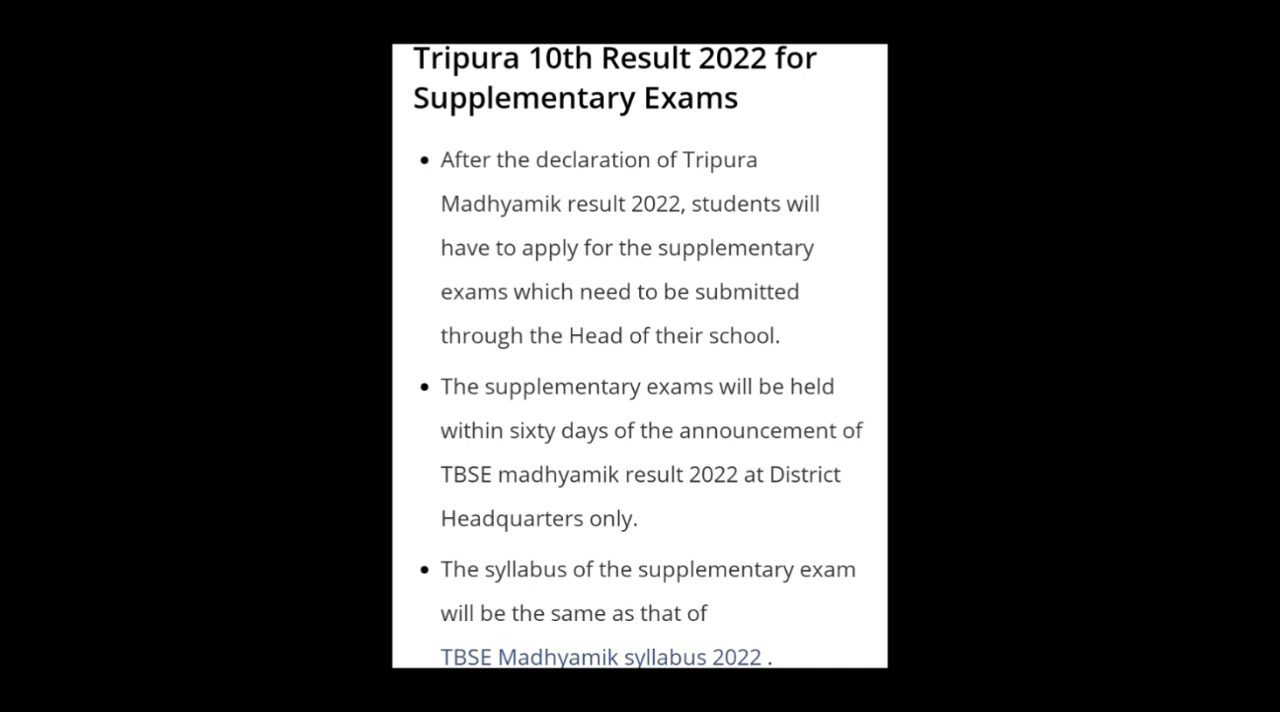 Tripura 10th Result 2022 for
Supplementary Exams
• After the declaration of Tripura
Madhyamik result 2022, students will
have to apply for the supplementary
exams which need to be submitted
through the Head of their school.
• The supplementary exams will be held
within sixty days of the announcement of
TBSE madhyamik result 2022 at District
Headquarters only.
• The syllabus of the supplementary exam
will be the same as that of
TBSE Madhyamik syllabus 2022 .